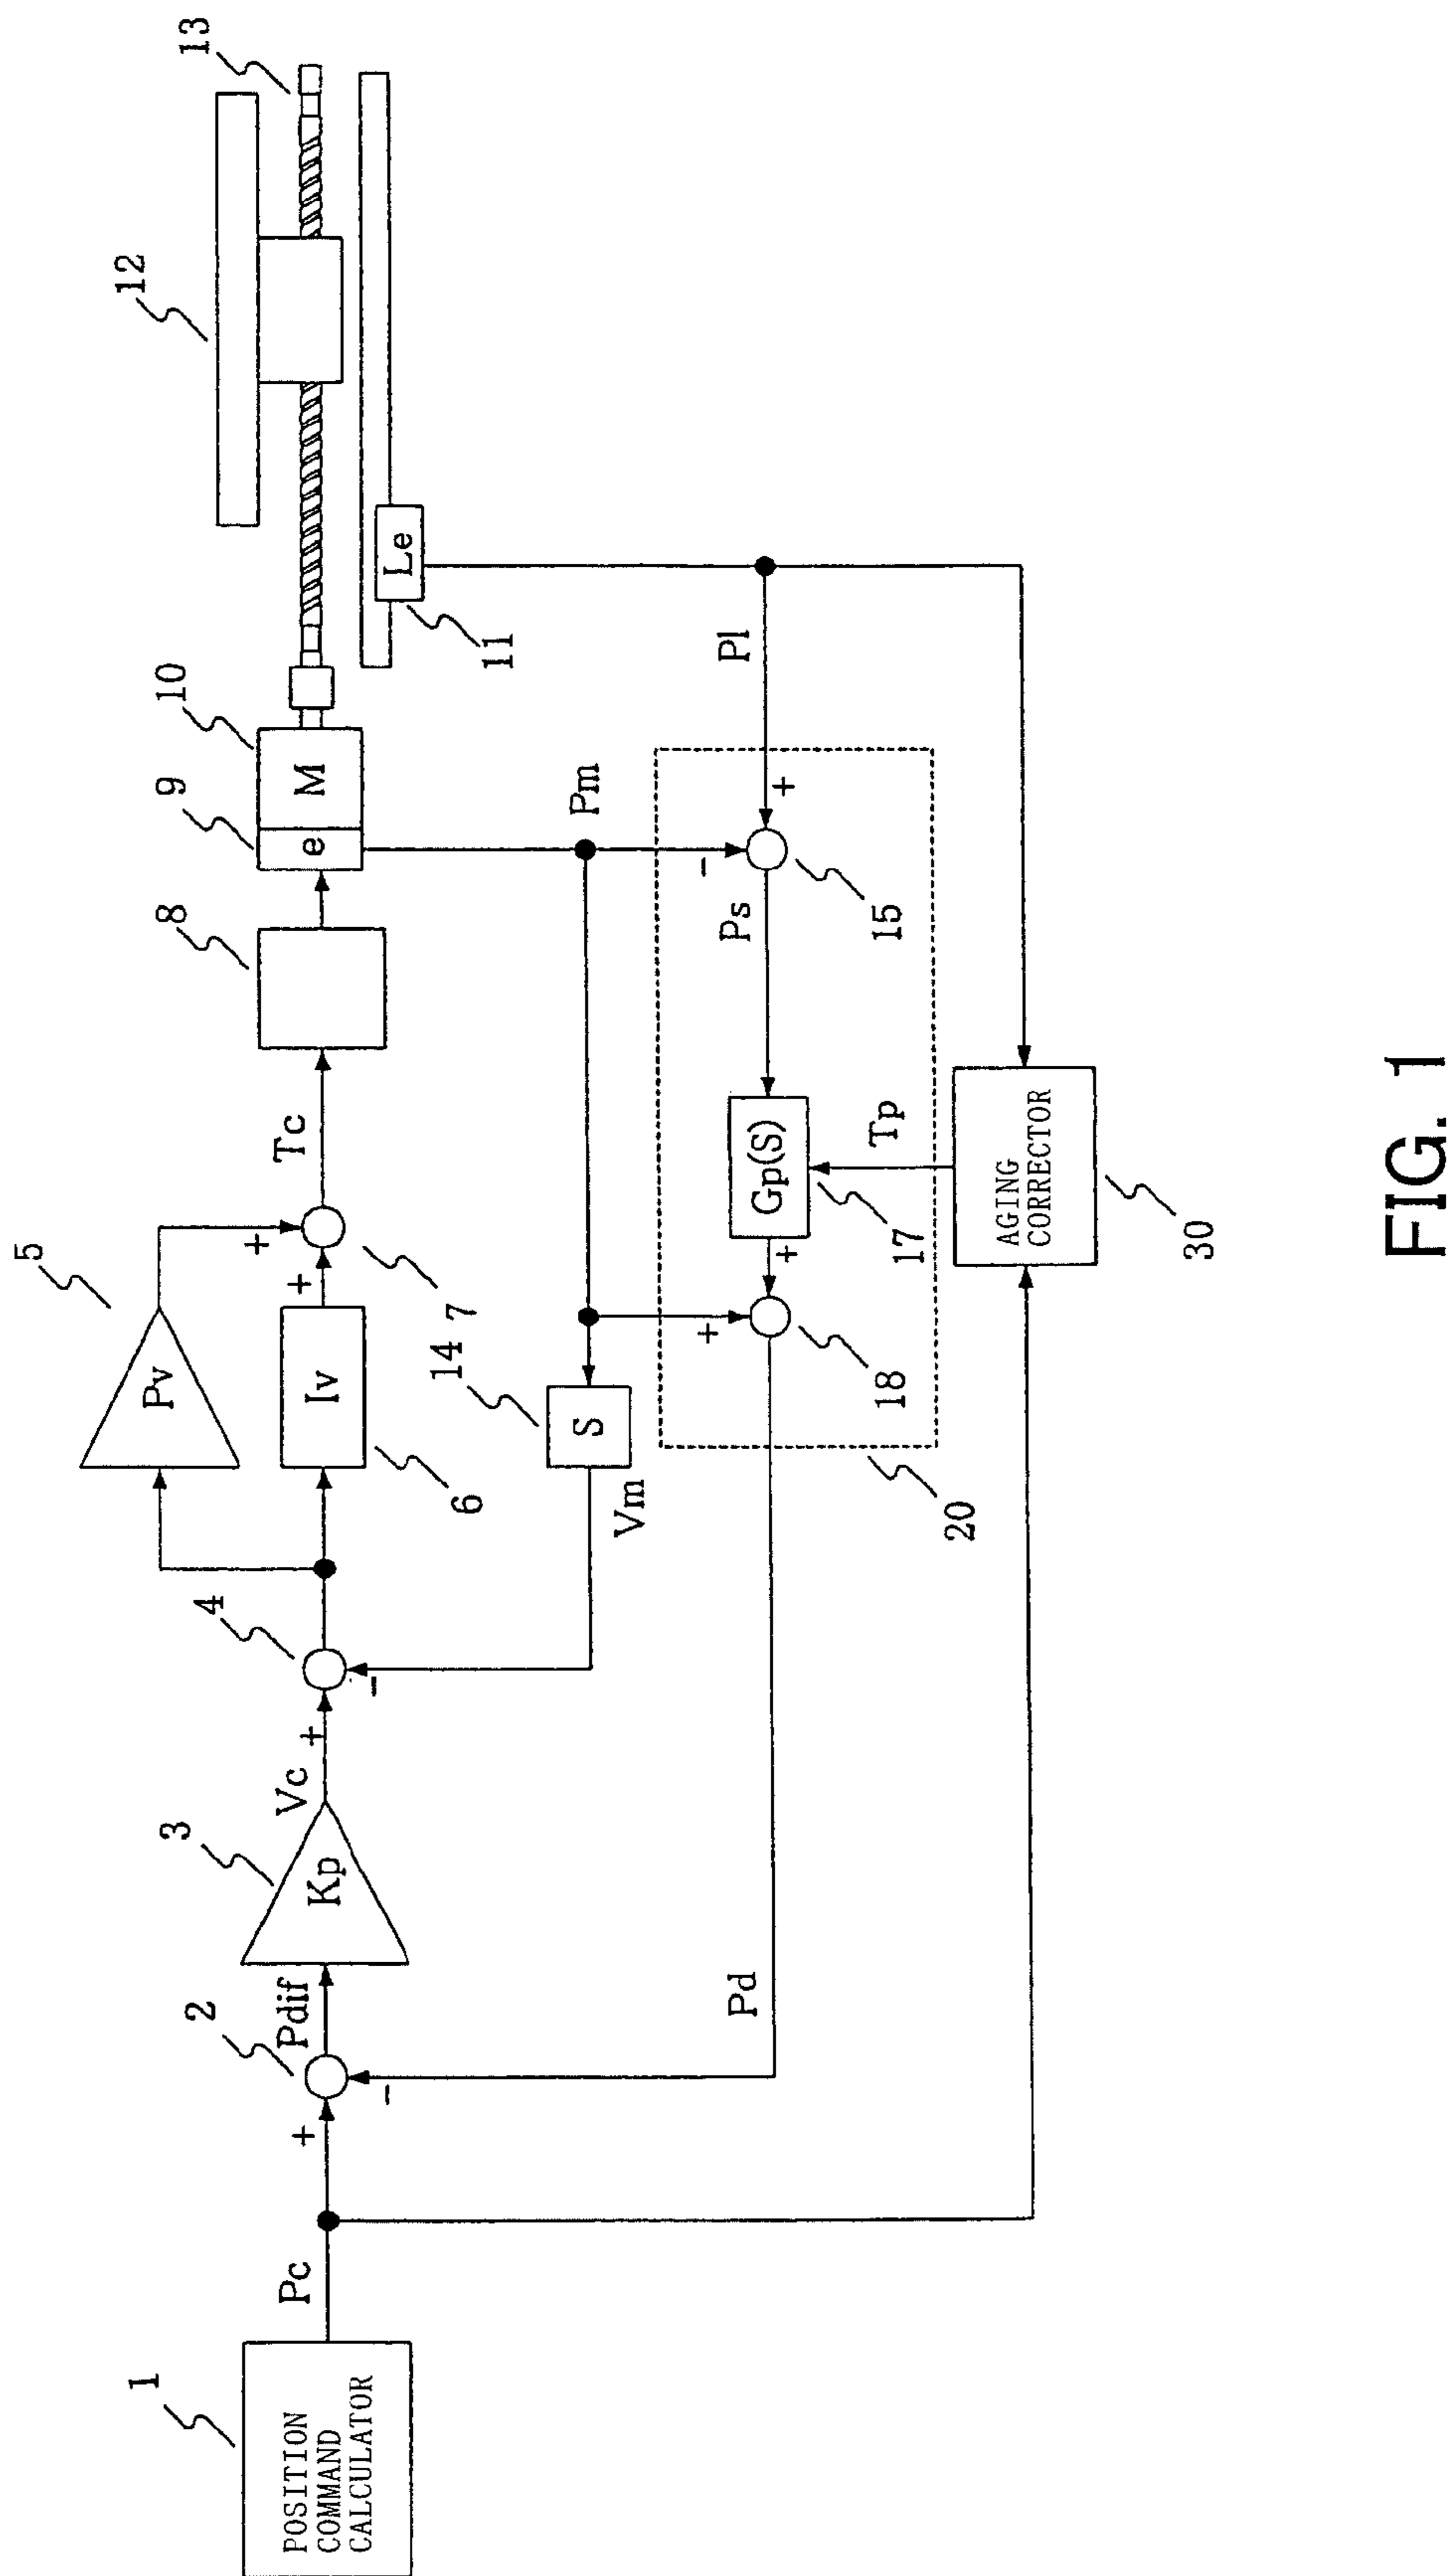 1
POSITION
COMMAND
CALCULATOR
Pc
+
-
2
Pdif
3
Kp
Vc
+
-
4
5
Pv
Iv
6
+
+
7
Tc
8
9
e
10
M
12
13
Le
11
14
S
Vm
Pm
Pl
+
-
15
Ps
Gp(S)
17
Tp
+
+
18
20
Pd
AGING
CORRECTOR
30
FIG. 1